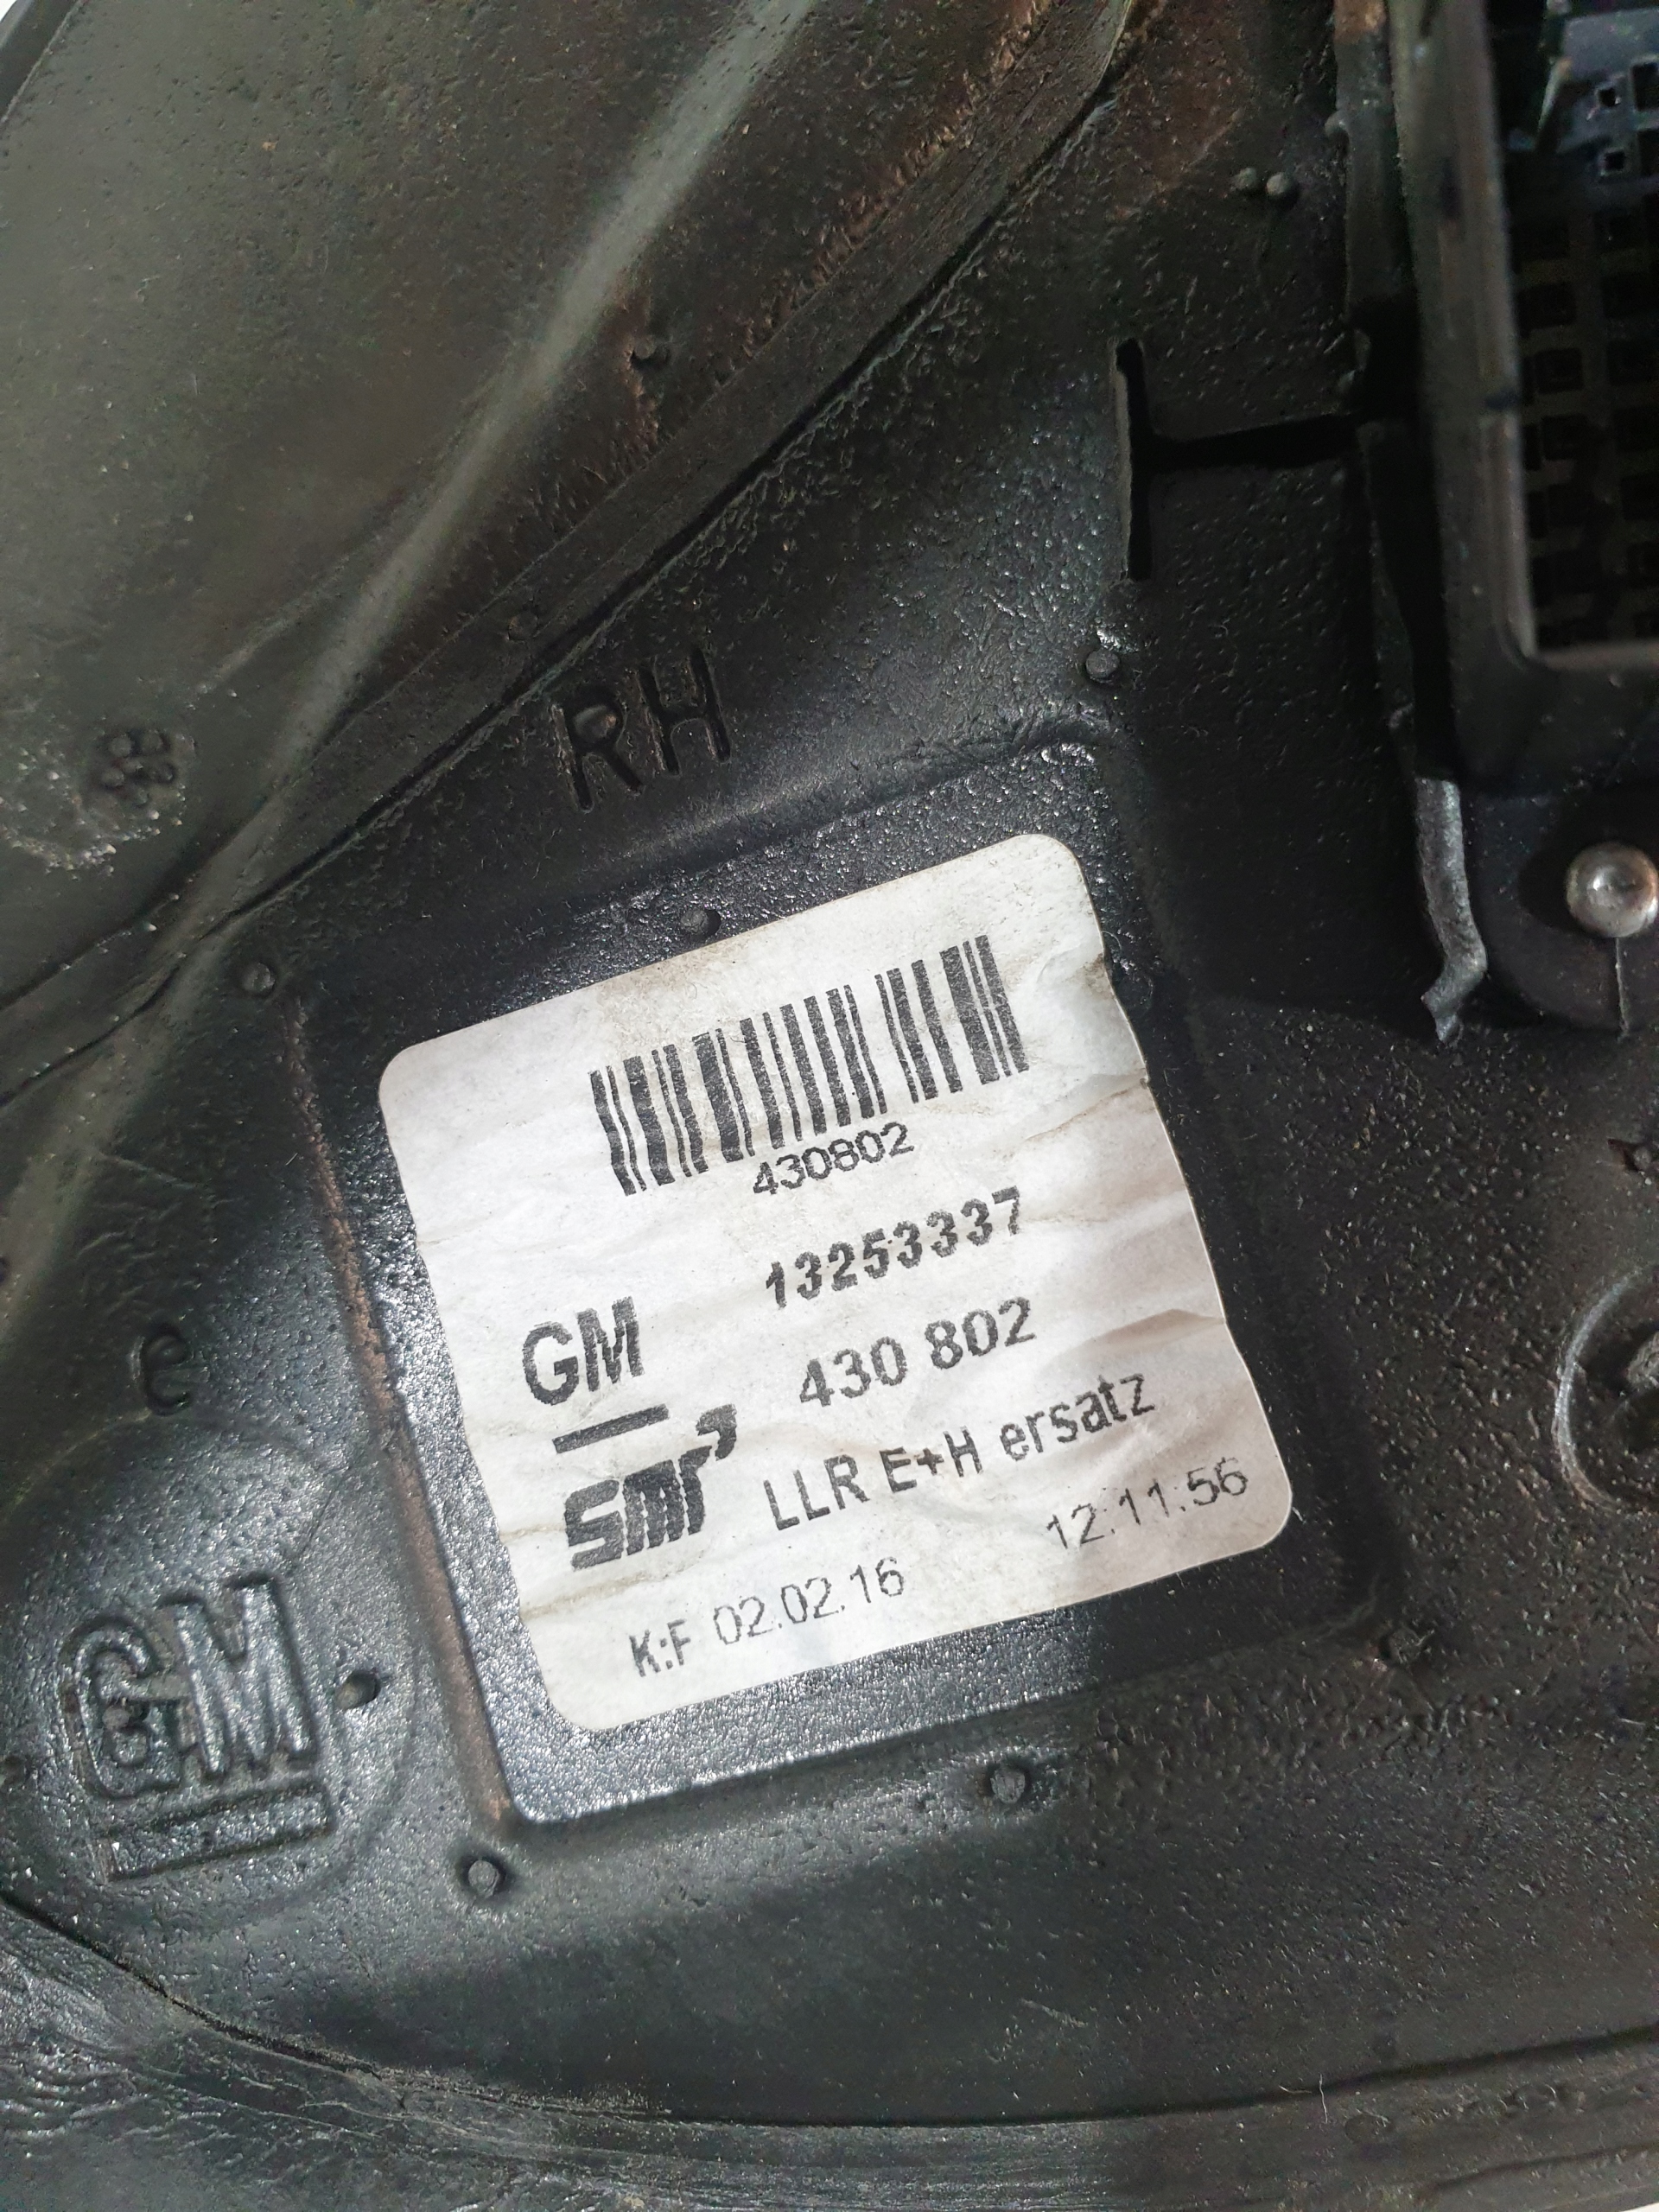 RH
430802
13253337
GM
430 802
smr'
LLR E+H ersatz
K:F 02.02.16 12:11:56
e
GM